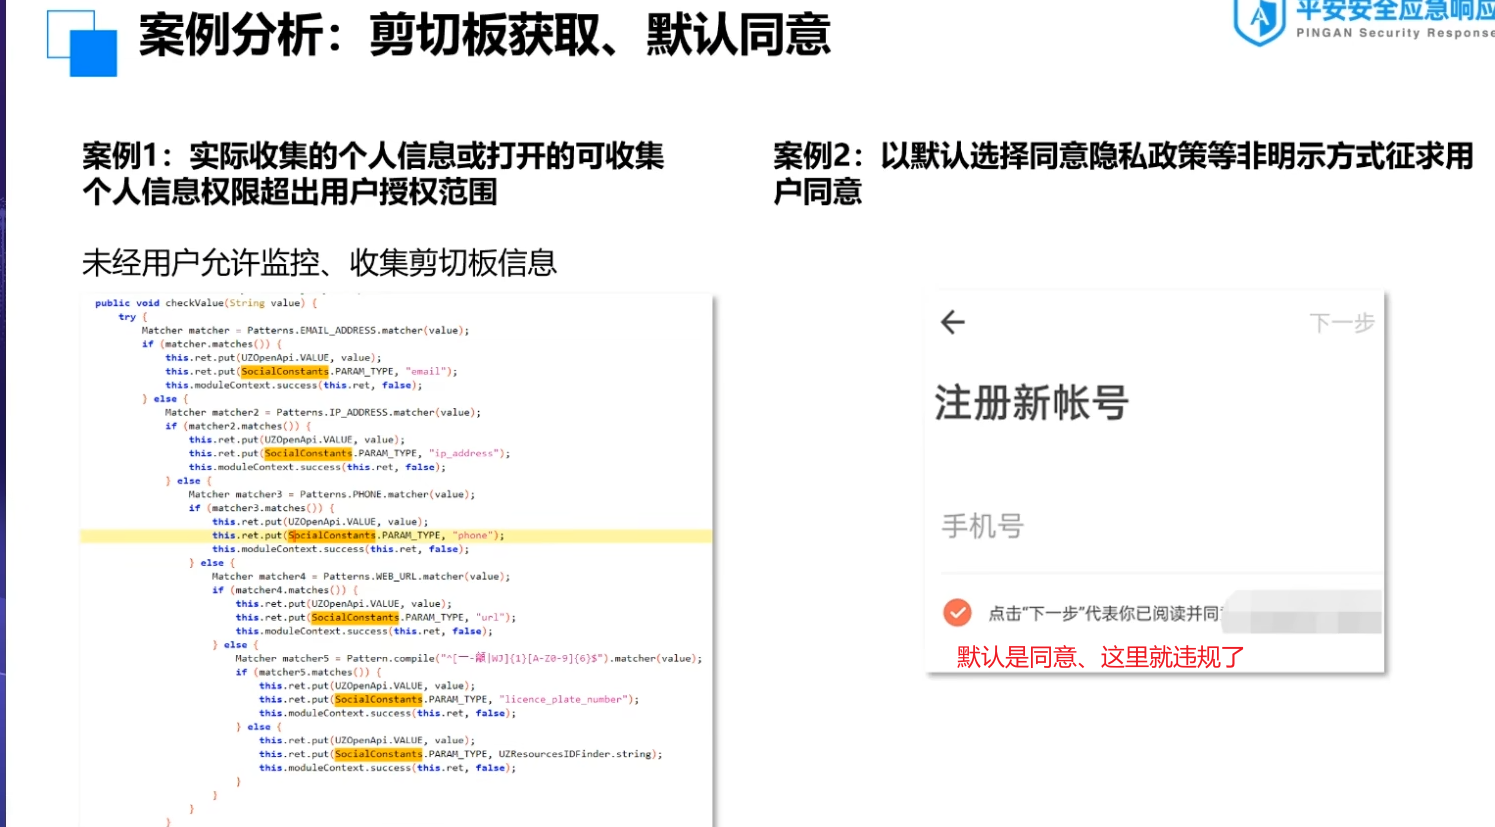 案例分析：剪切板获取、默认同意
平安安全应急响应
PINGAN Security Response
案例1：实际收集的个人信息或打开的可收集
个人信息权限超出用户授权范围
未经用户允许监控、收集剪切板信息
public void checkValue(String value) {
try {
Matcher matcher = Patterns.EMAIL_ADDRESS.matcher(value);
if (matcher.matches()) {
this.ret.put(UZOpenApi.VALUE, value);
this.ret.put(SocialConstants.PARAM_TYPE, "email");
this.moduleContext.success(this.ret, false);
} else {
Matcher matcher2 = Patterns.IP_ADDRESS.matcher(value);
if (matcher2.matches()) {
this.ret.put(UZOpenApi.VALUE, value);
this.ret.put(SocialConstants.PARAM_TYPE, "ip_address");
this.moduleContext.success(this.ret, false);
} else {
Matcher matcher3 = Patterns.PHONE.matcher(value);
if (matcher3.matches()) {
this.ret.put(UZOpenApi.VALUE, value);
this.ret.put(SocialConstants.PARAM_TYPE, "phone");
this.moduleContext.success(this.ret, false);
} else {
Matcher matcher4 = Patterns.WEB_URL.matcher(value);
if (matcher4.matches()) {
this.ret.put(UZOpenApi.VALUE, value);
this.ret.put(SocialConstants.PARAM_TYPE, "url");
this.moduleContext.success(this.ret, false);
} else {
Matcher matcher5 = Pattern.compile("^[一-龥|WJ]{1}[A-Z0-9]{6}$").matcher(value);
if (matcher5.matches()) {
this.ret.put(UZOpenApi.VALUE, value);
this.ret.put(SocialConstants.PARAM_TYPE, "licence_plate_number");
this.moduleContext.success(this.ret, false);
} else {
this.ret.put(UZOpenApi.VALUE, value);
this.ret.put(SocialConstants.PARAM_TYPE, UZResourcesIDFinder.string);
this.moduleContext.success(this.ret, false);
}
}
}
}
案例2：以默认选择同意隐私政策等非明示方式征求用
户同意
下一步
注册新帐号
手机号
点击“下一步”代表你已阅读并同
默认是同意、这里就违规了